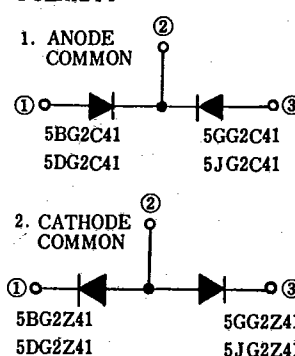 1. ANODE
COMMON
②
① ③
5BG2C41 5GG2C41
5DG2C41 5JG2C41
2. CATHODE
COMMON
②
① ③
5BG2Z41 5GG2Z41
5DG2Z41 5JG2Z41